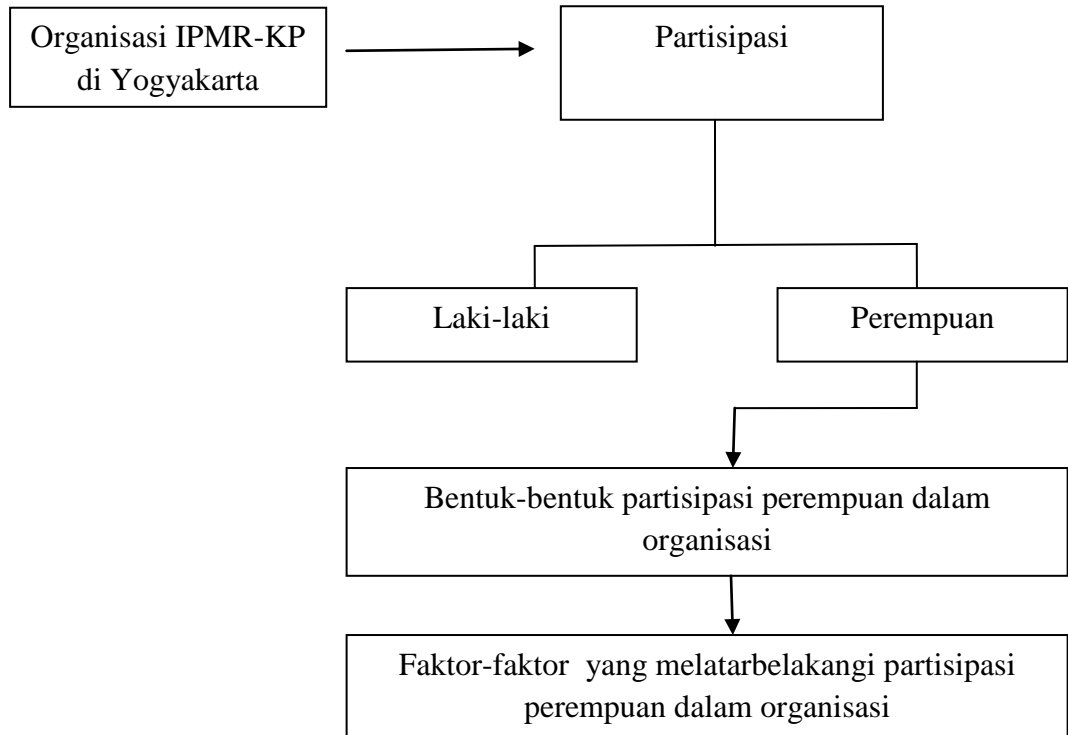 Organisasi IPMR-KP
di Yogyakarta
Partisipasi
Laki-laki
Perempuan
Bentuk-bentuk partisipasi perempuan dalam
organisasi
Faktor-faktor yang melatarbelakangi partisipasi
perempuan dalam organisasi